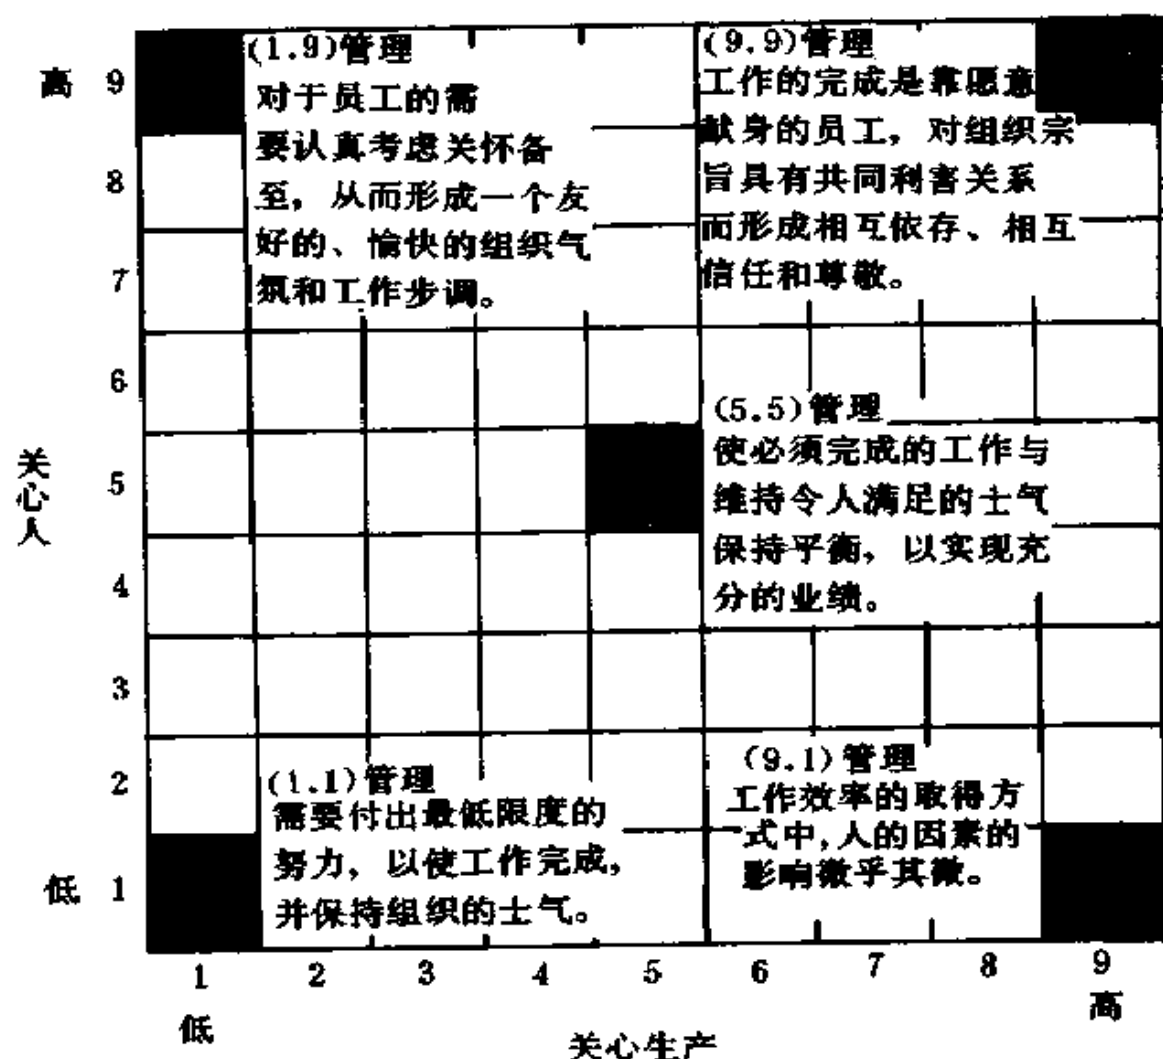 (1.9)管理
对于员工的需
要认真考虑关怀备
至，从而形成一个友
好的、愉快的组织气
氛和工作步调。
(9.9)管理
工作的完成是靠愿意
献身的员工，对组织宗
旨具有共同利害关系
而形成相互依存、相互
信任和尊敬。
(5.5)管理
使必须完成的工作与
维持令人满足的士气
保持平衡，以实现充
分的业绩。
(1.1)管理
需要付出最低限度的
努力，以使工作完成，
并保持组织的士气。
(9.1)管理
工作效率的取得方
式中,人的因素的
影响微乎其微。
高 9
8
7
6
5
4
3
2
低 1
关心人
1 2 3 4 5 6 7 8 9
低 高
关心生产